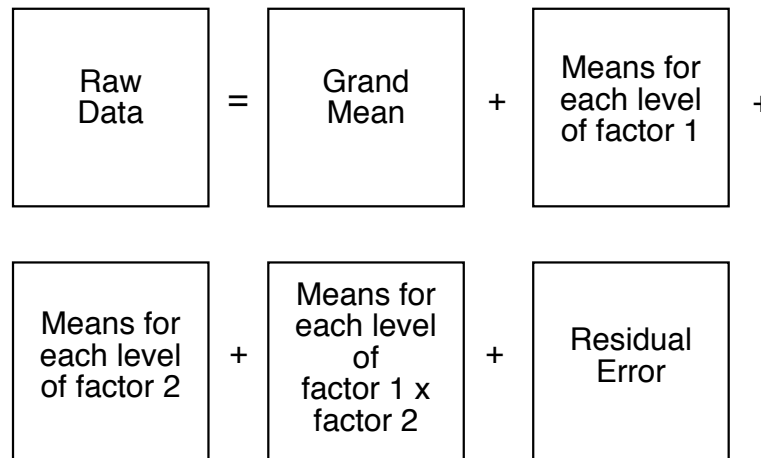 Raw
Data
=
Grand
Mean
+
Means for
each level
of factor 1
+
Means for
each level
of factor 2
+
Means for
each level
of
factor 1 x
factor 2
+
Residual
Error